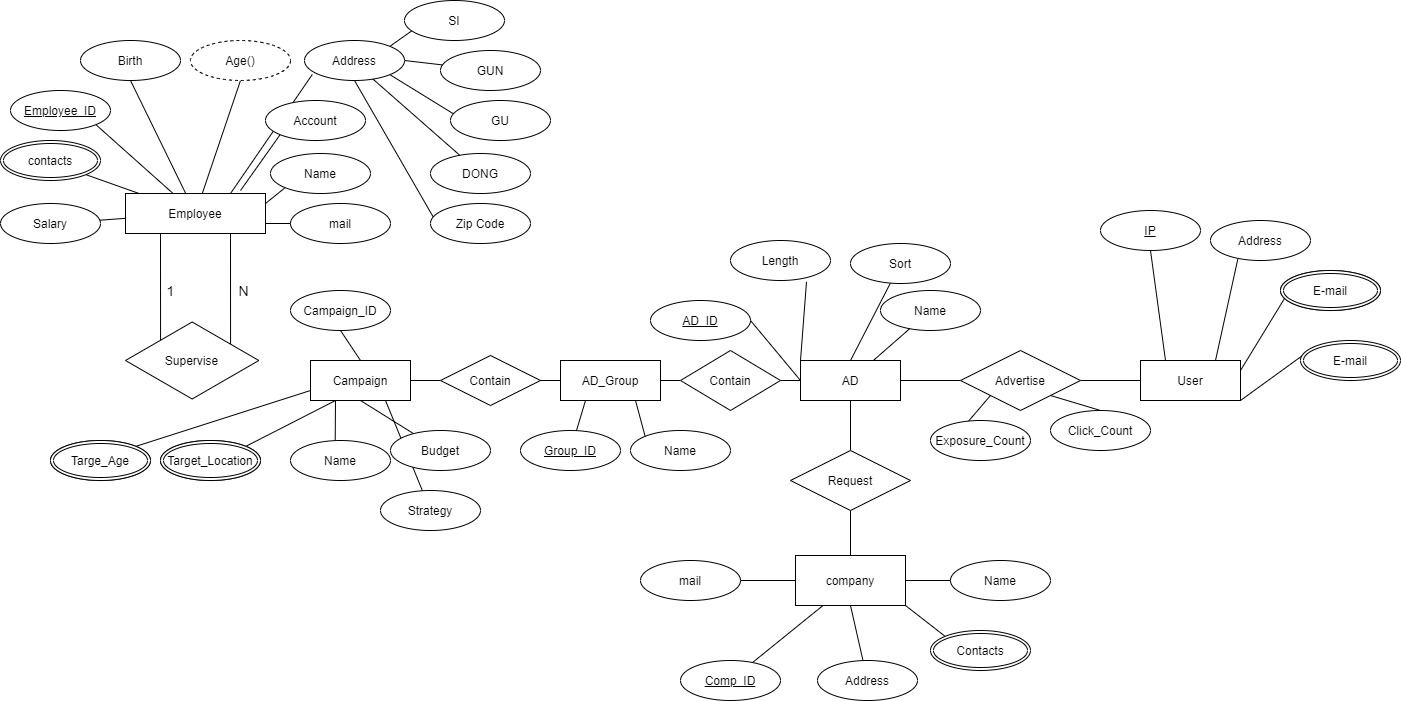 SI
Birth
Age()
Address
GUN
Employee_ID
Account
GU
contacts
Name
DONG
Employee
Salary
mail
Zip Code
IP
Address
Length
Sort
1
N
E-mail
Campaign_ID
AD_ID
Name
Supervise
E-mail
Campaign
Contain
AD_Group
Contain
AD
Advertise
User
Exposure_Count
Click_Count
Targe_Age
Target_Location
Name
Budget
Group_ID
Name
Request
Strategy
mail
company
Name
Contacts
Comp_ID
Address